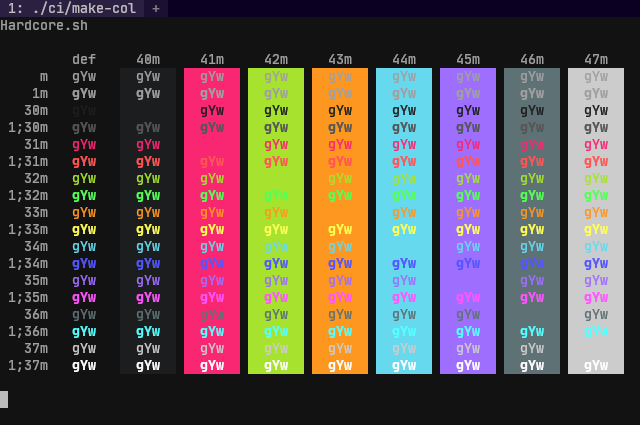 1: ./ci/make-col +
Hardcore.sh
def 40m 41m 42m 43m 44m 45m 46m 47m
m gYw gYw gYw gYw gYw gYw gYw gYw gYw
1m gYw gYw gYw gYw gYw gYw gYw gYw gYw
30m gYw gYw gYw gYw gYw gYw gYw gYw
1;30m gYw gYw gYw gYw gYw gYw gYw gYw gYw
31m gYw gYw gYw gYw gYw gYw gYw gYw
1;31m gYw gYw gYw gYw gYw gYw gYw gYw gYw
32m gYw gYw gYw gYw gYw gYw gYw gYw
1;32m gYw gYw gYw gYw gYw gYw gYw gYw gYw
33m gYw gYw gYw gYw gYw gYw gYw gYw
1;33m gYw gYw gYw gYw gYw gYw gYw gYw gYw
34m gYw gYw gYw gYw gYw gYw gYw gYw
1;34m gYw gYw gYw gYw gYw gYw gYw gYw gYw
35m gYw gYw gYw gYw gYw gYw gYw gYw
1;35m gYw gYw gYw gYw gYw gYw gYw gYw gYw
36m gYw gYw gYw gYw gYw gYw gYw gYw
1;36m gYw gYw gYw gYw gYw gYw gYw gYw gYw
37m gYw gYw gYw gYw gYw gYw gYw gYw
1;37m gYw gYw gYw gYw gYw gYw gYw gYw gYw